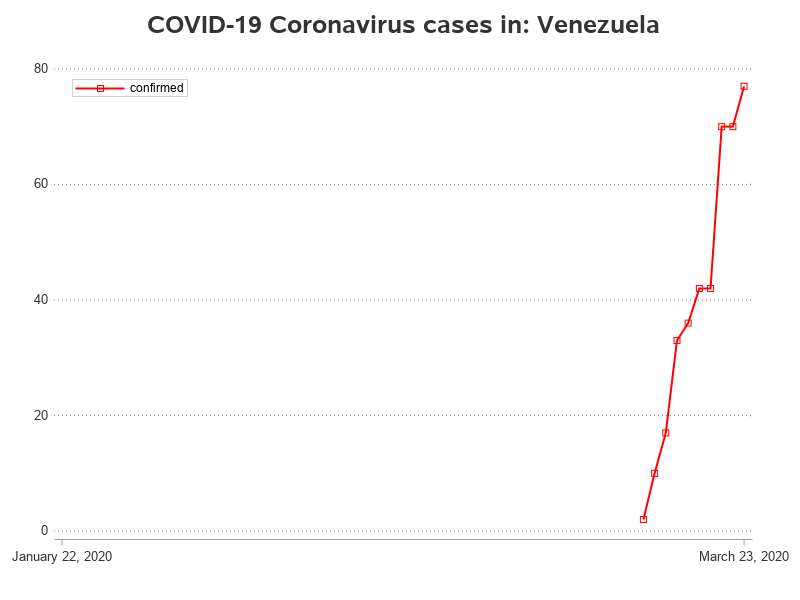 COVID-19 Coronavirus cases in: Venezuela
80
confirmed
60
40
20
0
January 22, 2020
March 23, 2020